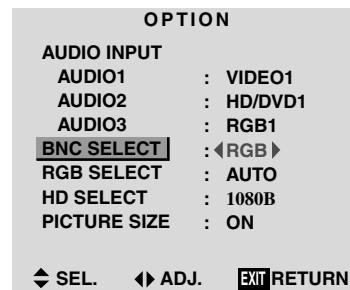 OPTION
AUDIO INPUT
AUDIO1 : VIDEO1
AUDIO2 : HD/DVD1
AUDIO3 : RGB1
BNC SELECT : RGB
RGB SELECT : AUTO
HD SELECT : 1080B
PICTURE SIZE : ON
SEL. ADJ. EXIT RETURN